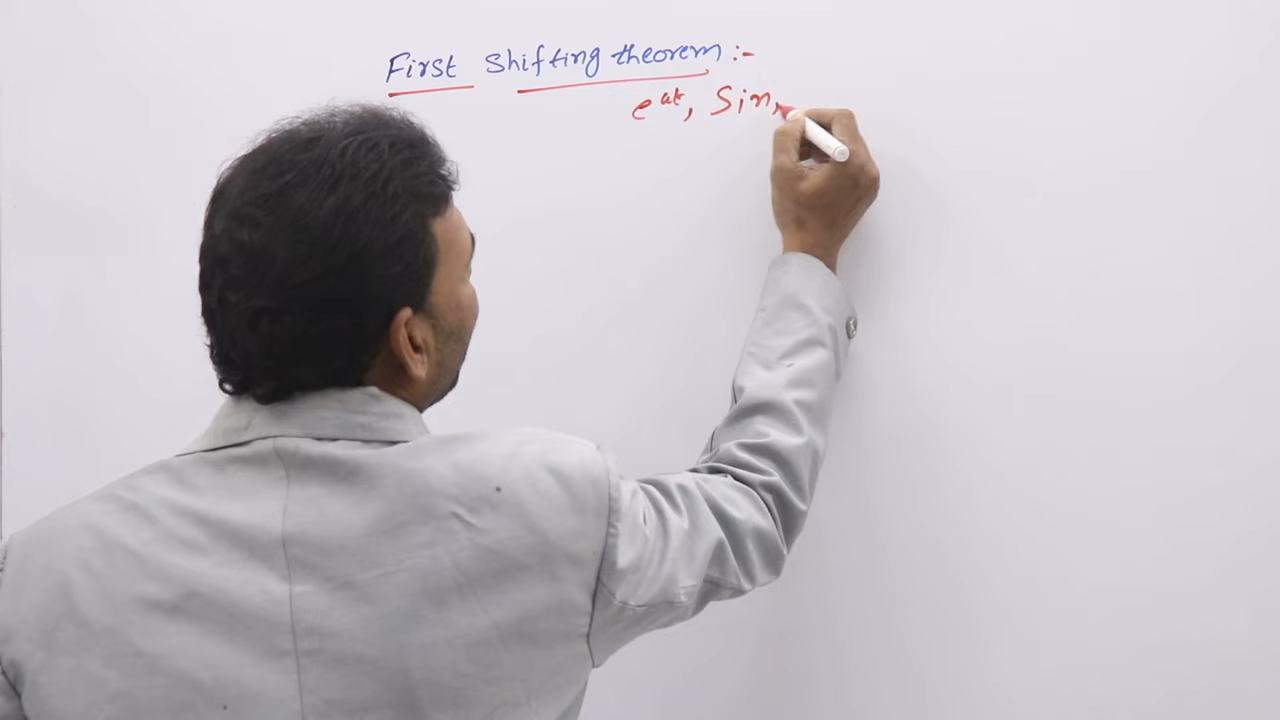 First Shifting theorem :-
e^at, Sin,